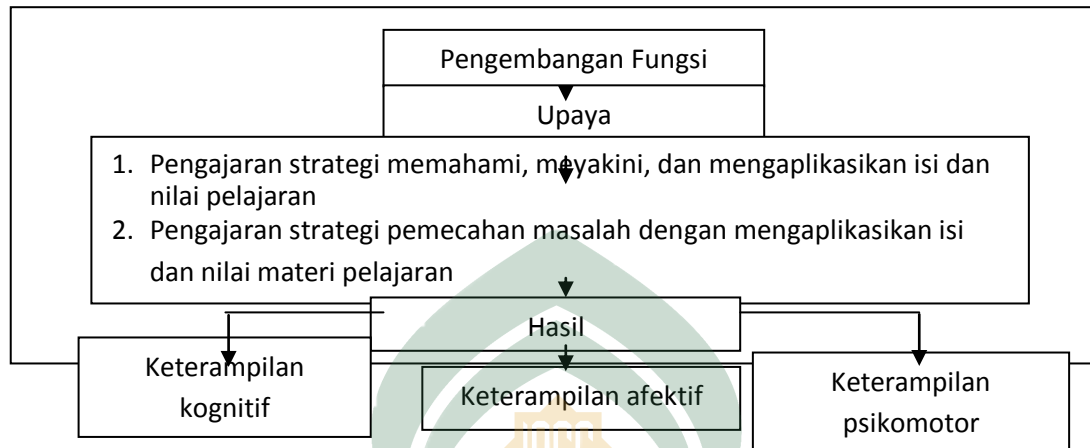 Pengembangan Fungsi
Upaya
1. Pengajaran strategi memahami, meyakini, dan mengaplikasikan isi dan
nilai pelajaran
2. Pengajaran strategi pemecahan masalah dengan mengaplikasikan isi
dan nilai materi pelajaran
Hasil
Keterampilan
kognitif
Keterampilan afektif
Keterampilan
psikomotor